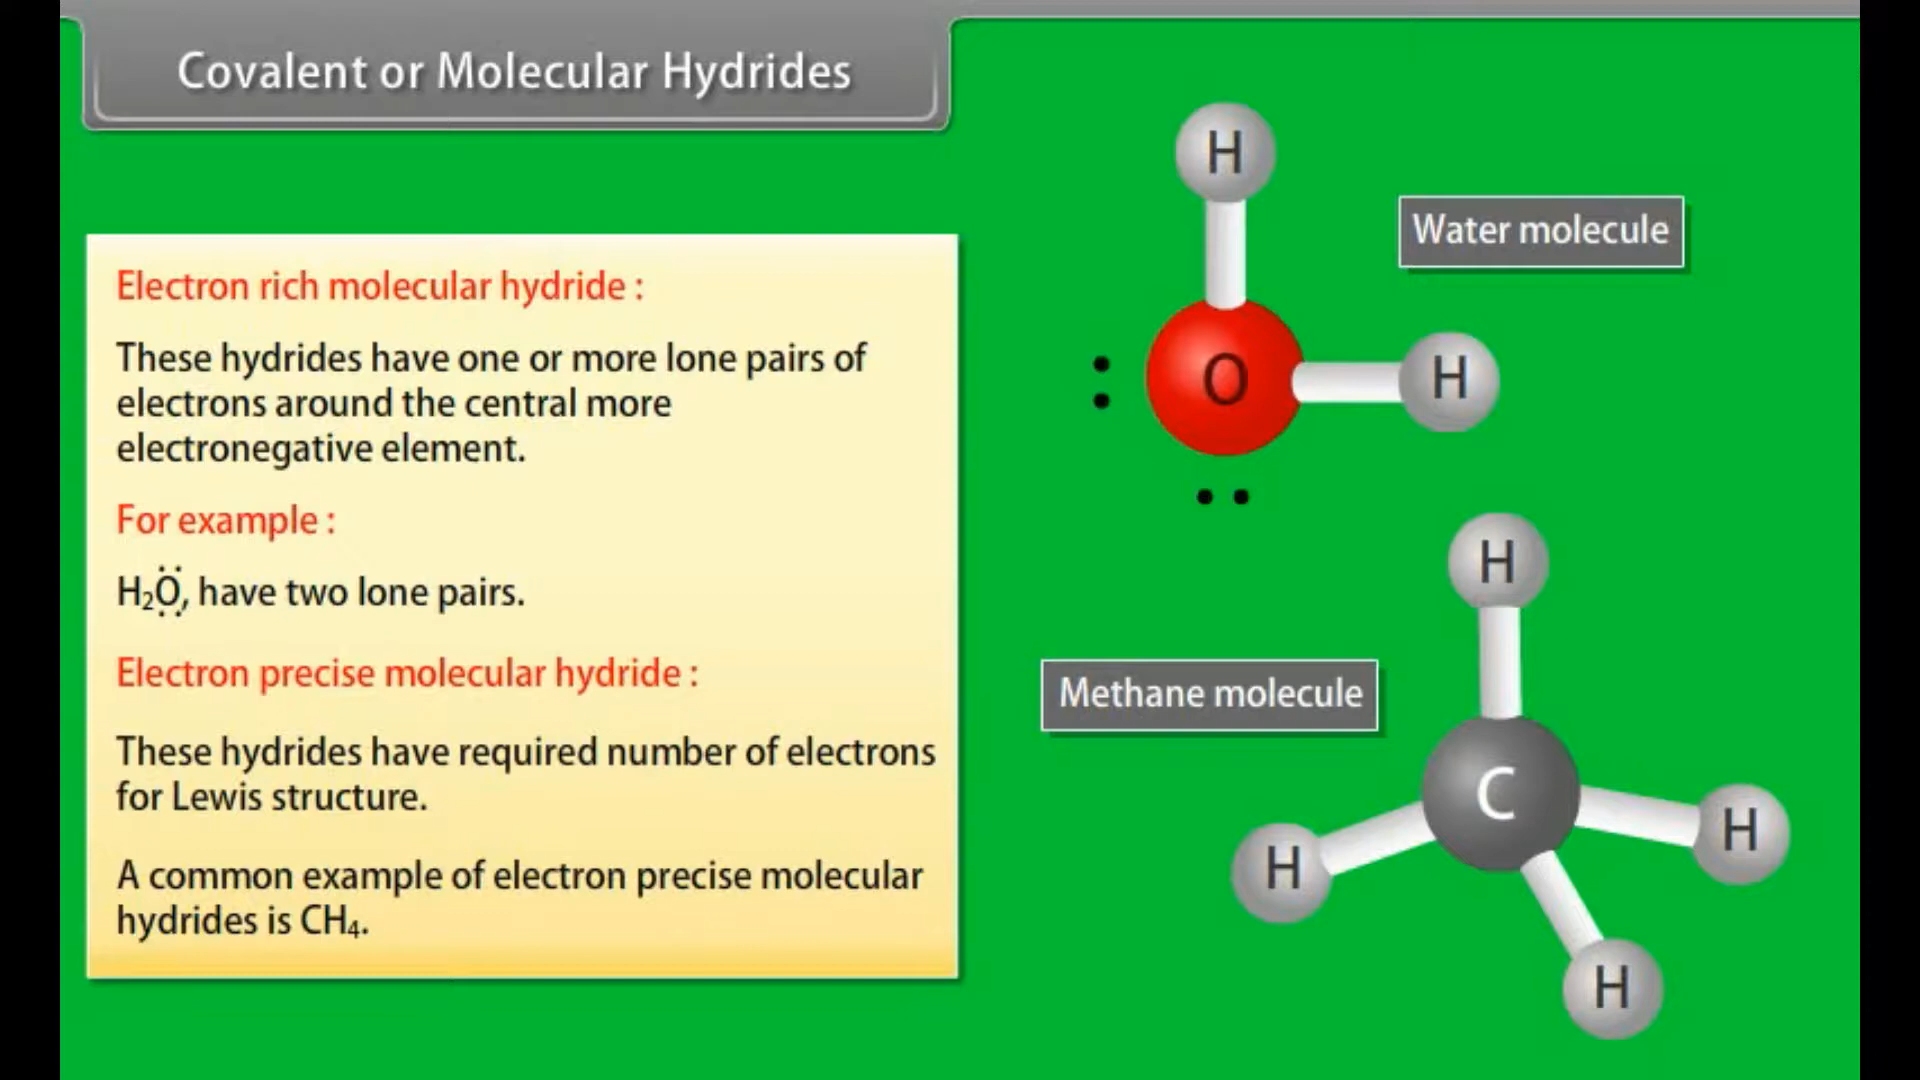 Covalent or Molecular Hydrides
Electron rich molecular hydride :
These hydrides have one or more lone pairs of
electrons around the central more
electronegative element.
For example :
H₂Ö̤, have two lone pairs.
Electron precise molecular hydride :
These hydrides have required number of electrons
for Lewis structure.
A common example of electron precise molecular
hydrides is CH₄.
H
Water molecule
O
H
H
Methane molecule
C
H
H
H